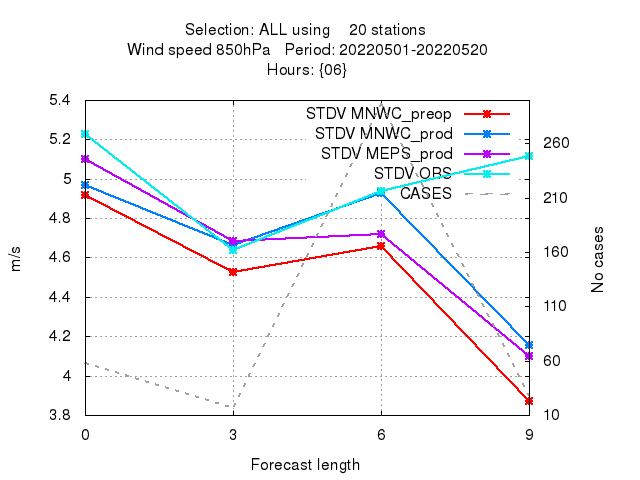 Selection: ALL using 20 stations
Wind speed 850hPa Period: 20220501-20220520
Hours: {06}
STDV MNWC_preop
STDV MNWC_prod
STDV MEPS_prod
STDV OBS
CASES
5.4
5.2
5
4.8
4.6
4.4
4.2
4
3.8
260
210
160
110
60
10
m/s
No cases
0 3 6 9
Forecast length